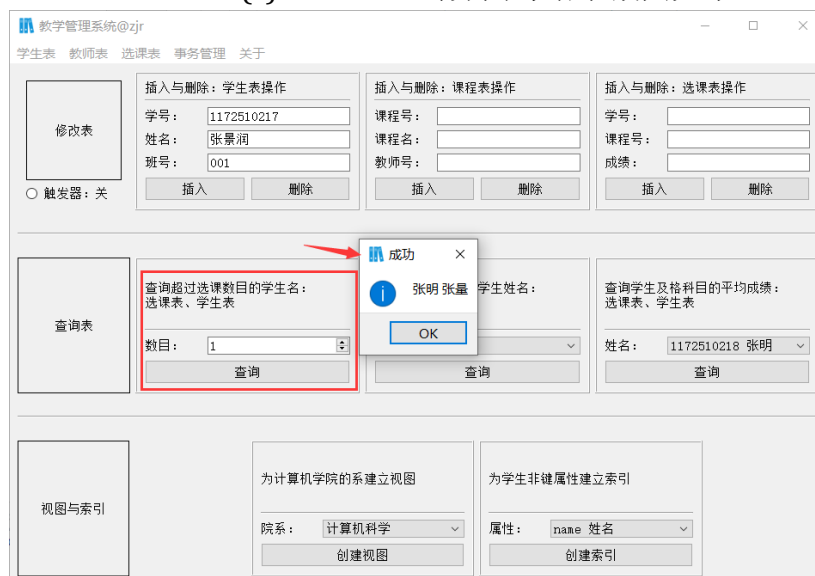 教学管理系统@zjr
学生表 教师表 选课表 事务管理 关于
修改表
触发器：关
插入与删除：学生表操作
学号： 1172510217
姓名： 张景润
班号： 001
插入 删除
插入与删除：课程表操作
课程号：
课程名：
教师号：
插入 删除
插入与删除：选课表操作
学号：
课程号：
成绩：
插入 删除
查询表
查询超过选课数目的学生名：
选课表、学生表
数目： 1
查询
成功
张明 张量
OK
学生姓名：
查询
查询学生及格科目的平均成绩：
选课表、学生表
姓名： 1172510218 张明
查询
视图与索引
为计算机学院的系建立视图
院系： 计算机科学
创建视图
为学生非键属性建立索引
属性： name 姓名
创建索引